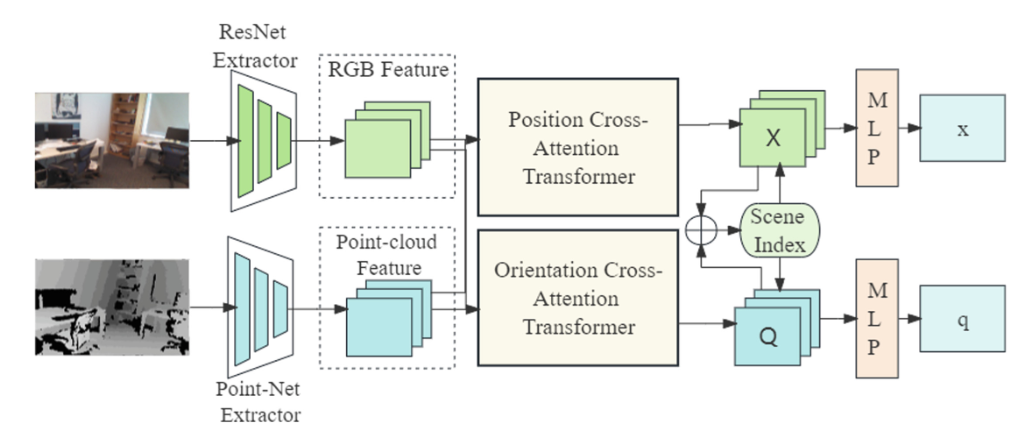 ResNet
Extractor
RGB Feature
Position Cross-
Attention
Transformer
X
M
L
P
x
Scene
Index
Point-cloud
Feature
Orientation Cross-
Attention
Transformer
Q
M
L
P
q
Point-Net
Extractor